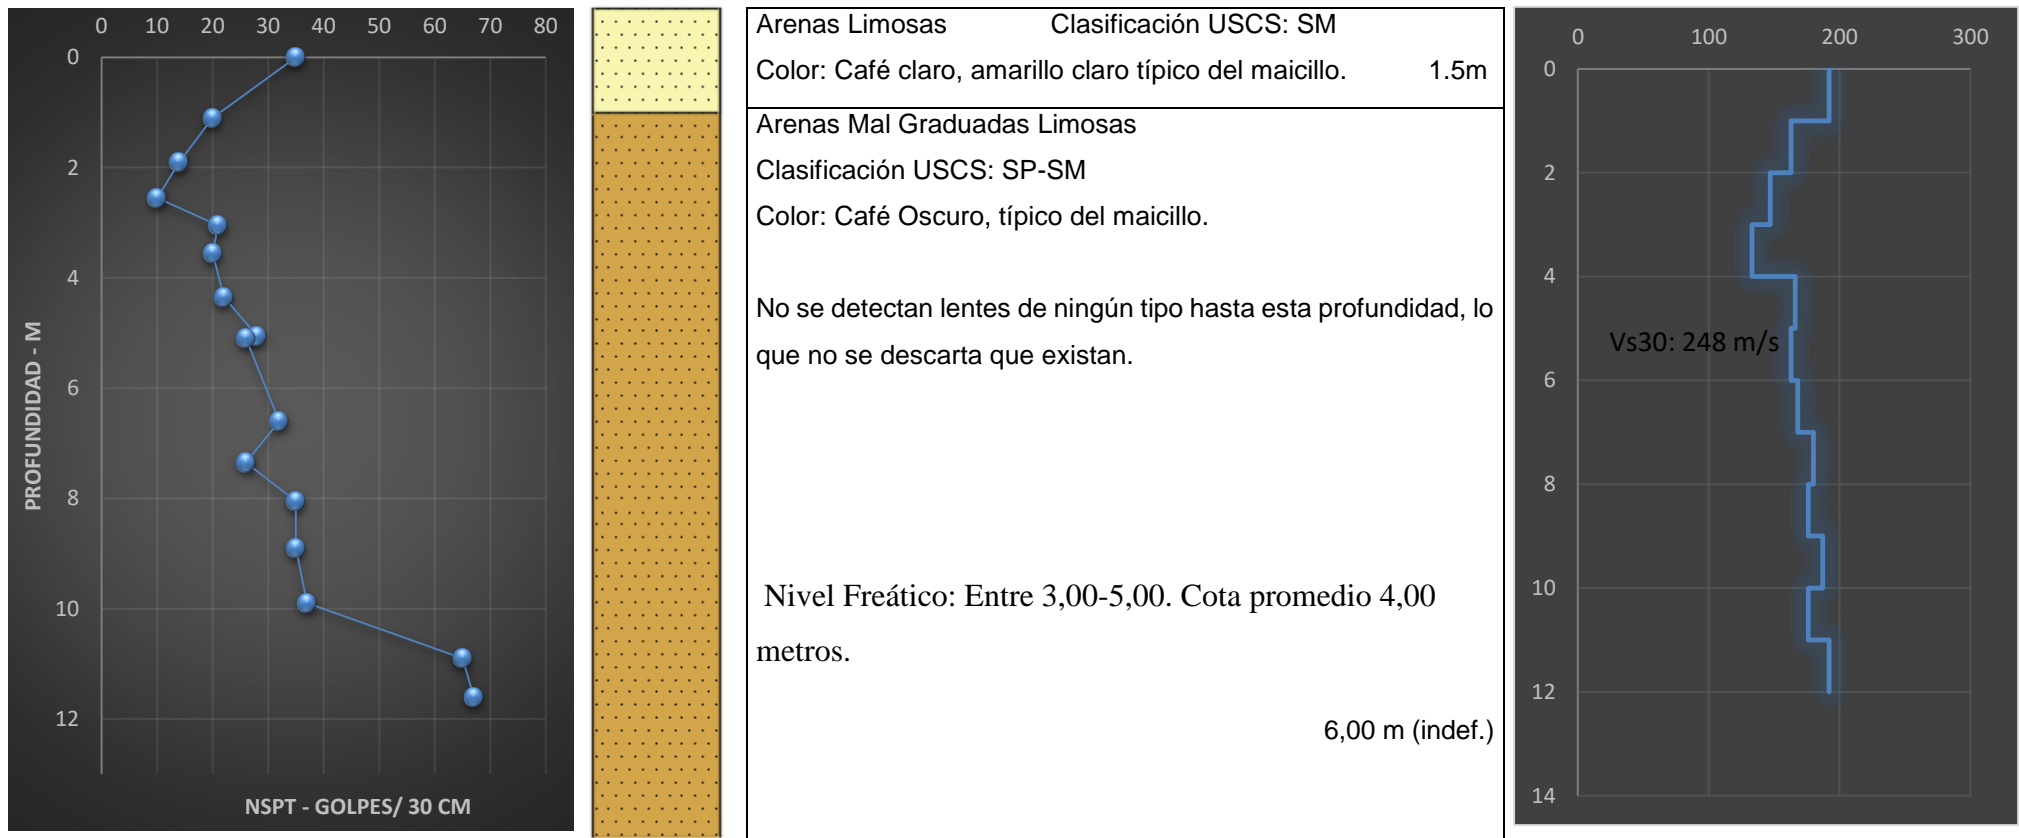 0 10 20 30 40 50 60 70 80
0
2
4
6
8
10
12
PROFUNDIDAD - M
NSPT - GOLPES/ 30 CM
Arenas Limosas Clasificación USCS: SM
Color: Café claro, amarillo claro típico del maicillo. 1.5m
Arenas Mal Graduadas Limosas
Clasificación USCS: SP-SM
Color: Café Oscuro, típico del maicillo.
No se detectan lentes de ningún tipo hasta esta profundidad, lo
que no se descarta que existan.
Nivel Freático: Entre 3,00-5,00. Cota promedio 4,00
metros.
6,00 m (indef.)
0 100 200 300
0
2
4
Vs30: 248 m/s
6
8
10
12
14